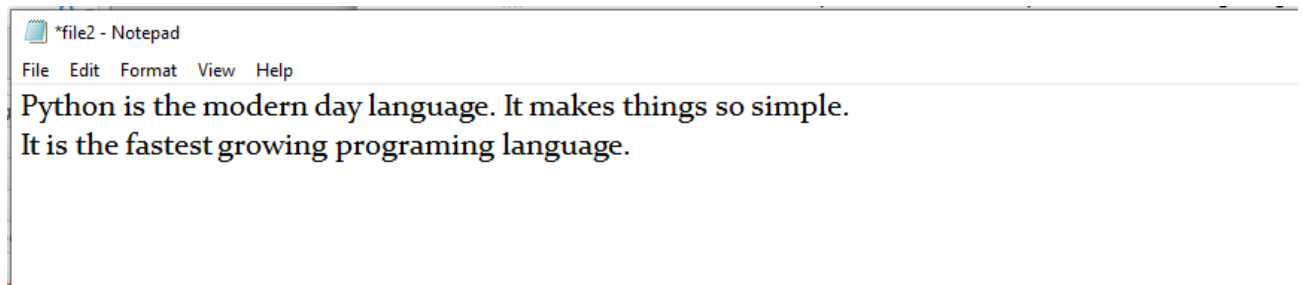 *file2 - Notepad
File Edit Format View Help
Python is the modern day language. It makes things so simple.
It is the fastest growing programing language.